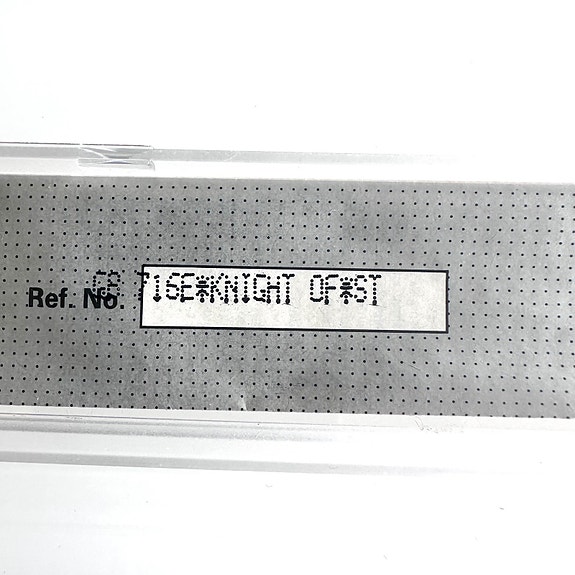 Ref. No. GB 716E*KNIGHT OF*ST